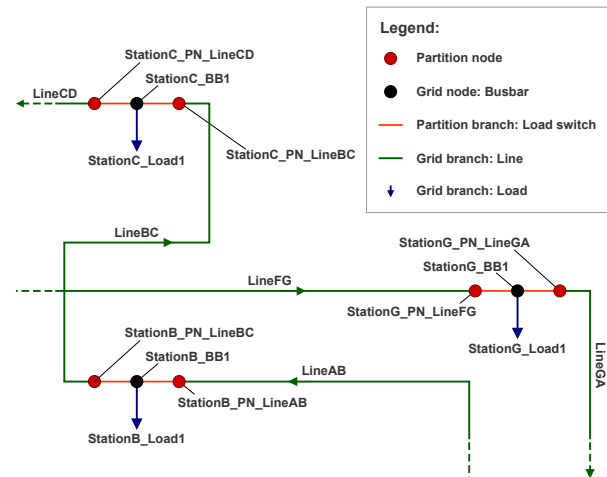 Legend:
Partition node
Grid node: Busbar
Partition branch: Load switch
Grid branch: Line
Grid branch: Load
StationC_PN_LineCD
StationC_BB1
LineCD
StationC_Load1
StationC_PN_LineBC
LineBC
StationG_PN_LineGA
StationG_BB1
LineFG
StationG_PN_LineFG
StationG_Load1
LineGA
StationB_PN_LineBC
StationB_BB1
LineAB
StationB_PN_LineAB
StationB_Load1